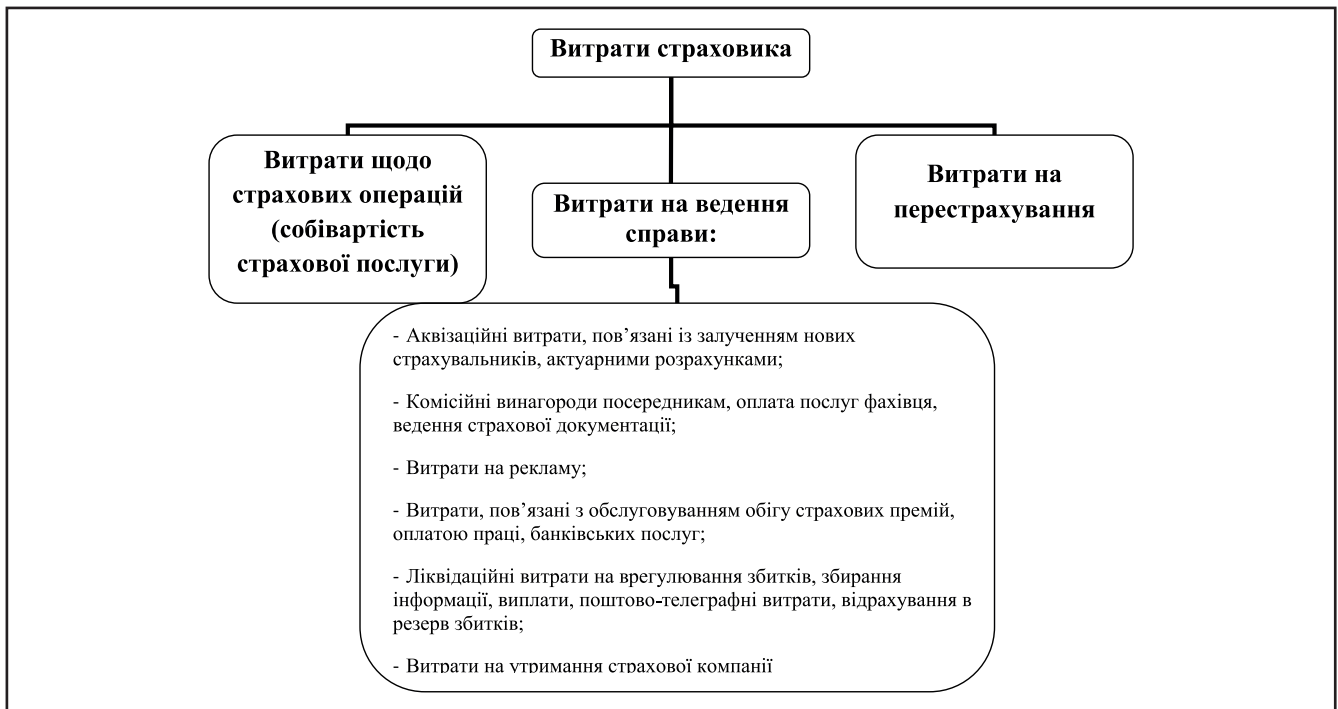 Витрати страховика
Витрати щодо
страхових операцій
(собівартість
страхової послуги)
Витрати на ведення
справи:
Витрати на
перестрахування
- Аквізаційні витрати, пов’язані із залученням нових
страхувальників, актуарними розрахунками;
- Комісійні винагороди посередникам, оплата послуг фахівця,
ведення страхової документації;
- Витрати на рекламу;
- Витрати, пов’язані з обслуговуванням обігу страхових премій,
оплатою праці, банківських послуг;
- Ліквідаційні витрати на врегулювання збитків, збирання
інформації, виплати, поштово-телеграфні витрати, відрахування в
резерв збитків;
- Витрати на утримання страхової компанії